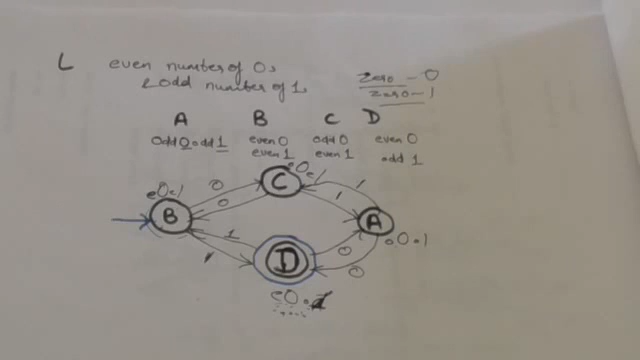 L even number of 0s
& odd number of 1s
zero - 0
zero - 1
A B C D
odd 0 odd 1 even 0 odd 0 even 0
even 1 even 1 odd 1
e0e1
e0e1
0
0
C
1
1
B
A
o0o1
1
1
D
0
0
e0o1